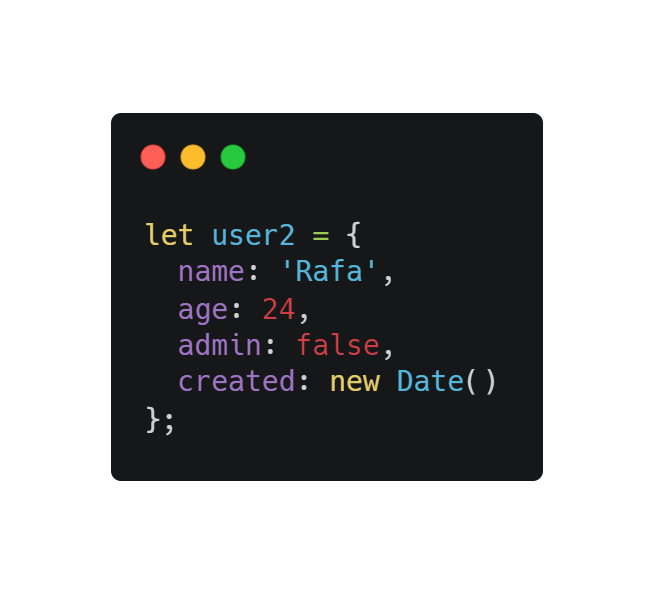 let user2 = {
  name: 'Rafa',
  age: 24,
  admin: false,
  created: new Date()
};